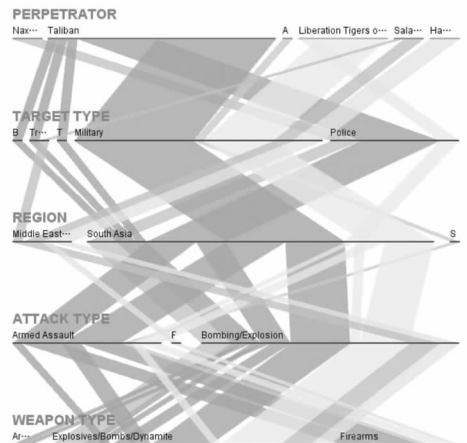 PERPETRATOR
Nax··· Taliban A Liberation Tigers o··· Sala··· Ha···
TARGET TYPE
B Tr··· T Military Police
REGION
Middle East··· South Asia S
ATTACK TYPE
Armed Assault F Bombing/Explosion
WEAPON TYPE
Ar··· Explosives/Bombs/Dynamite Firearms